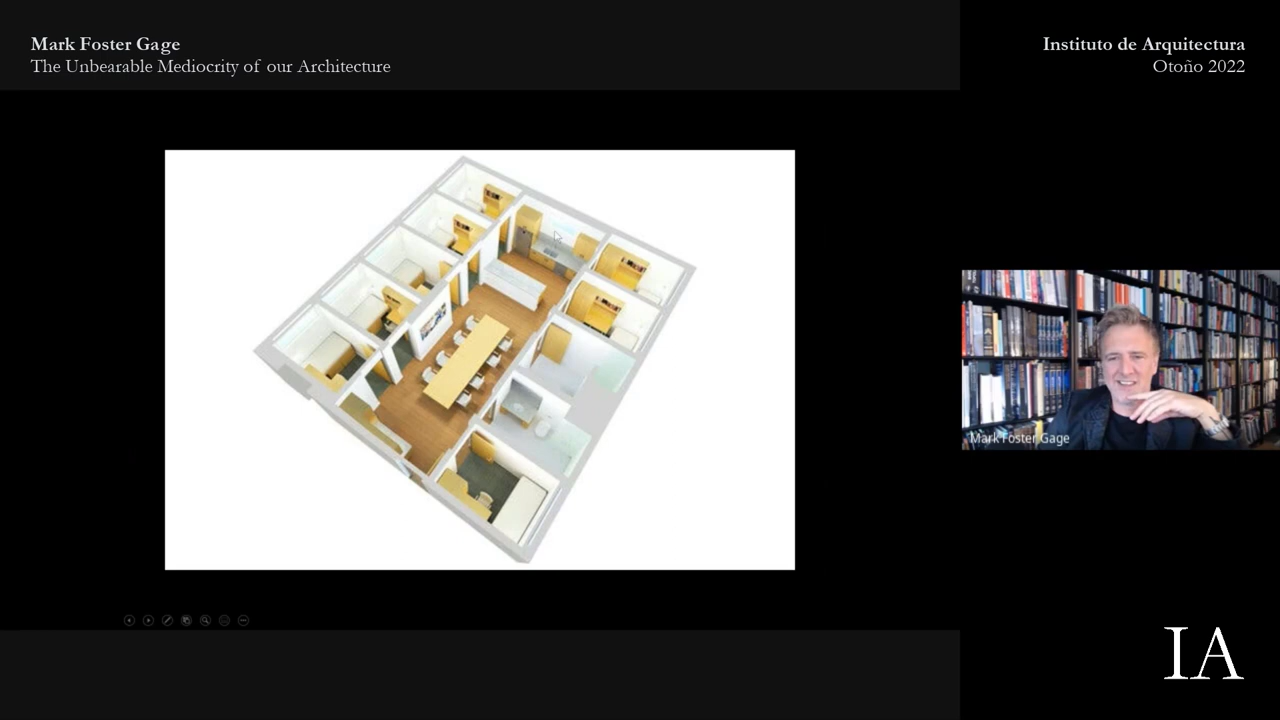 Mark Foster Gage
The Unbearable Mediocrity of our Architecture
Instituto de Arquitectura
Otoño 2022
Mark Foster Gage
IA